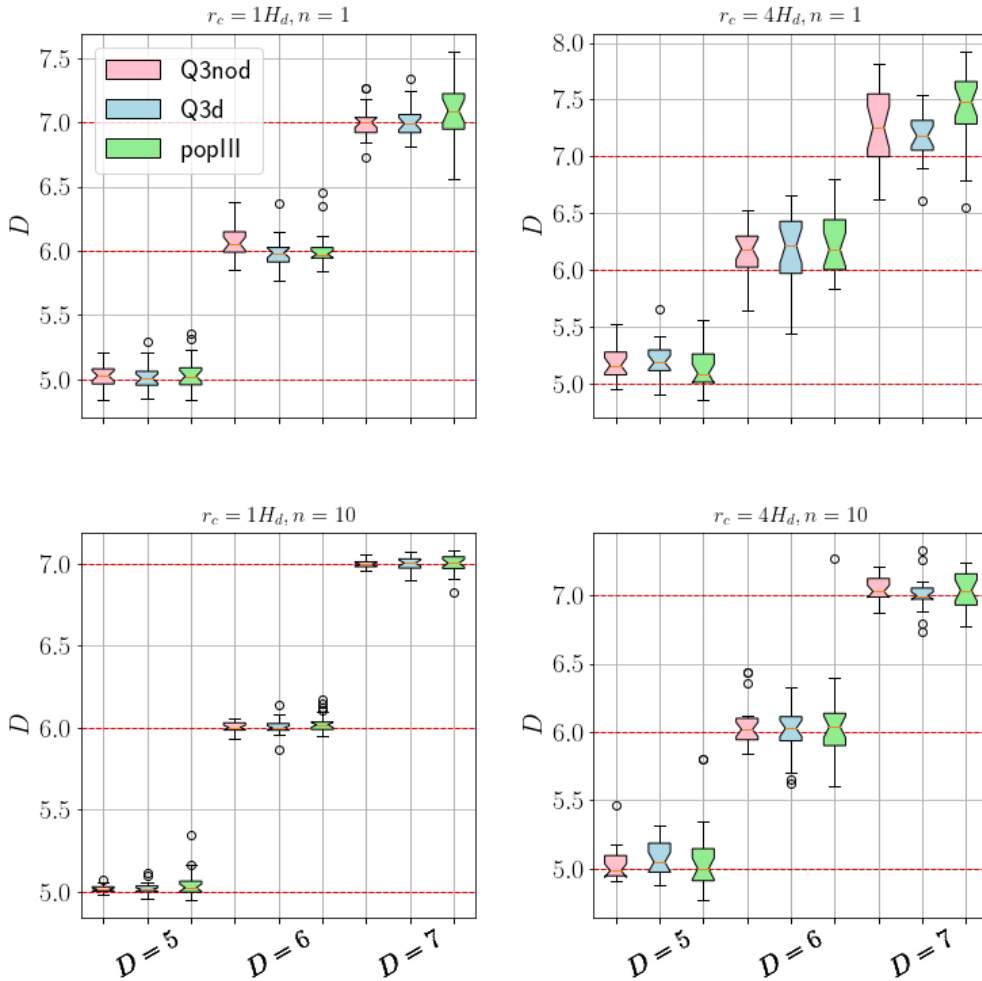 r_c = 1H_d, n = 1
D
7.5
7.0
6.5
6.0
5.5
5.0
Q3nod
Q3d
popIII
r_c = 4H_d, n = 1
D
8.0
7.5
7.0
6.5
6.0
5.5
5.0
r_c = 1H_d, n = 10
D
7.0
6.5
6.0
5.5
5.0
D = 5
D = 6
D = 7
r_c = 4H_d, n = 10
D
7.0
6.5
6.0
5.5
5.0
D = 5
D = 6
D = 7